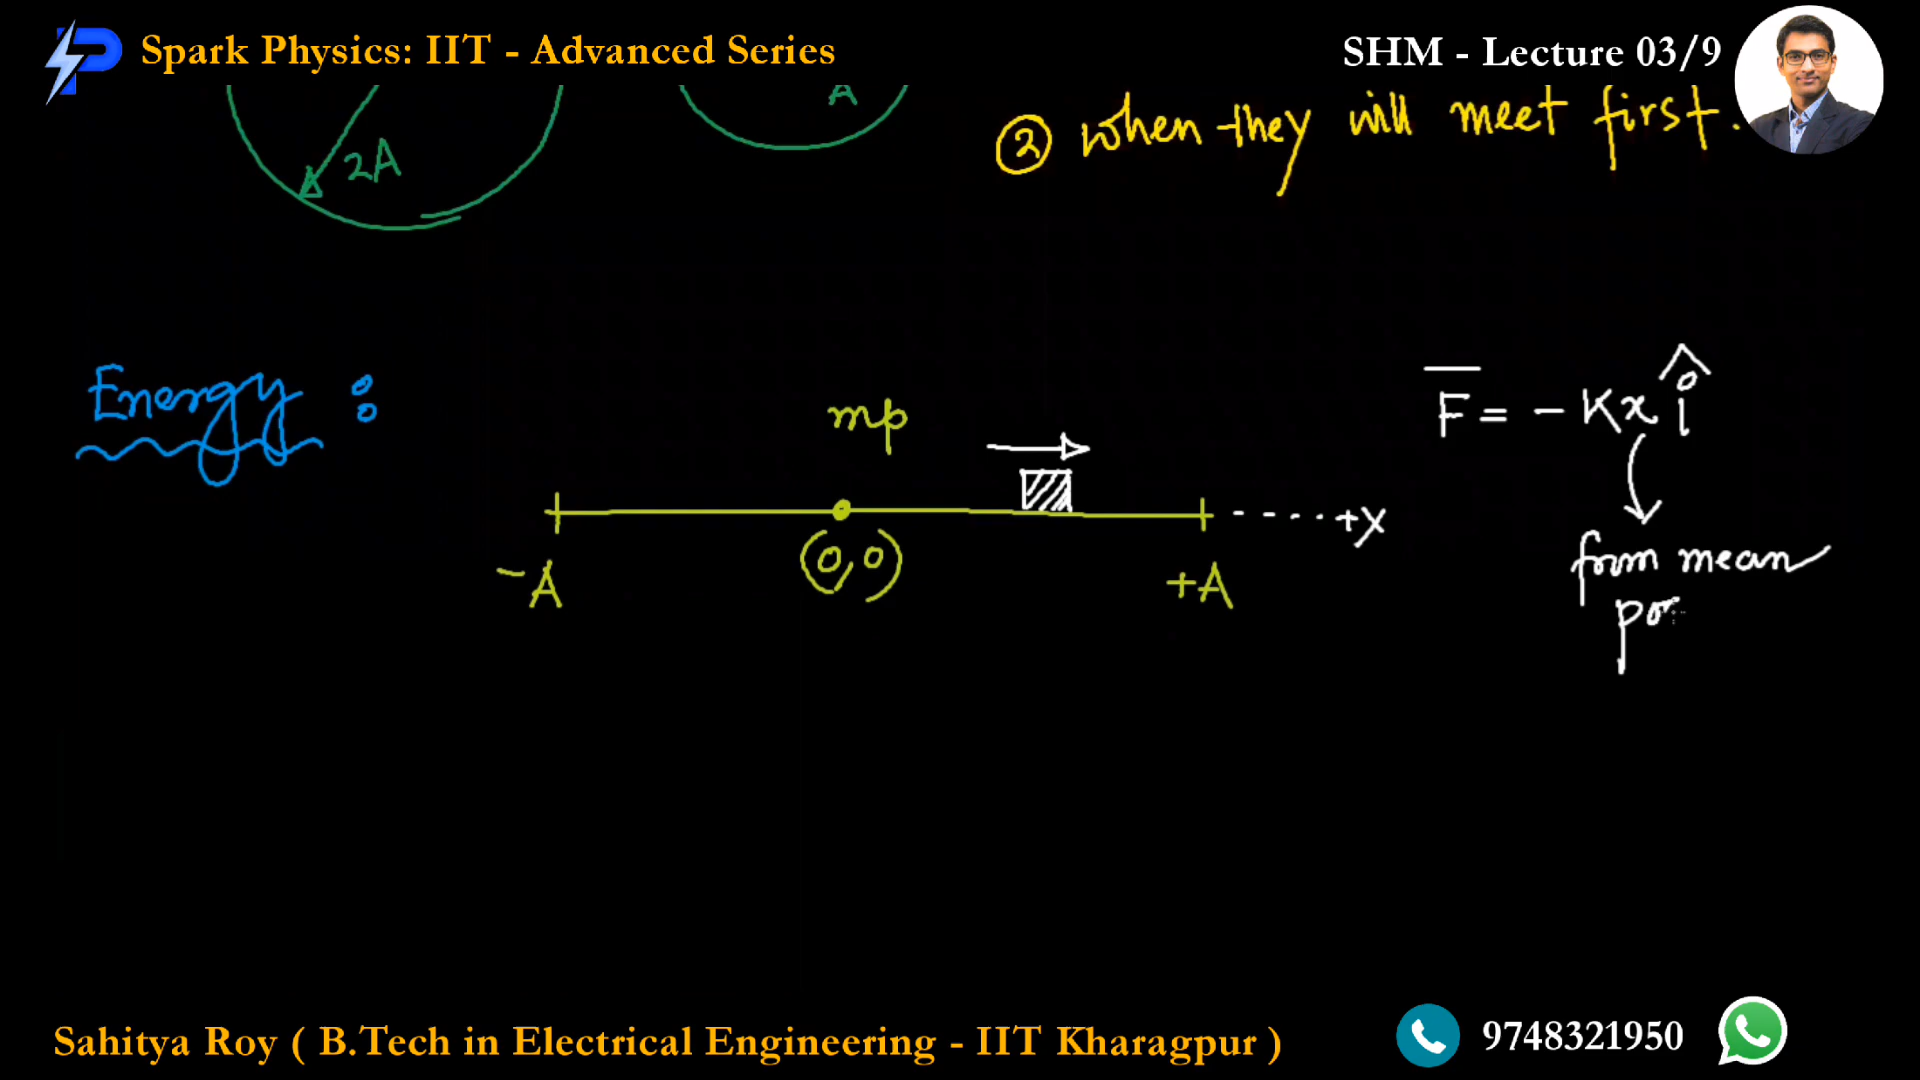 Spark Physics: IIT - Advanced Series
SHM - Lecture 03/9
2A
A
② when they will meet first.
Energy :
mp
F = - Kx î
-A
(0,0)
+A
+X
from mean
po
Sahitya Roy ( B.Tech in Electrical Engineering - IIT Kharagpur )
9748321950